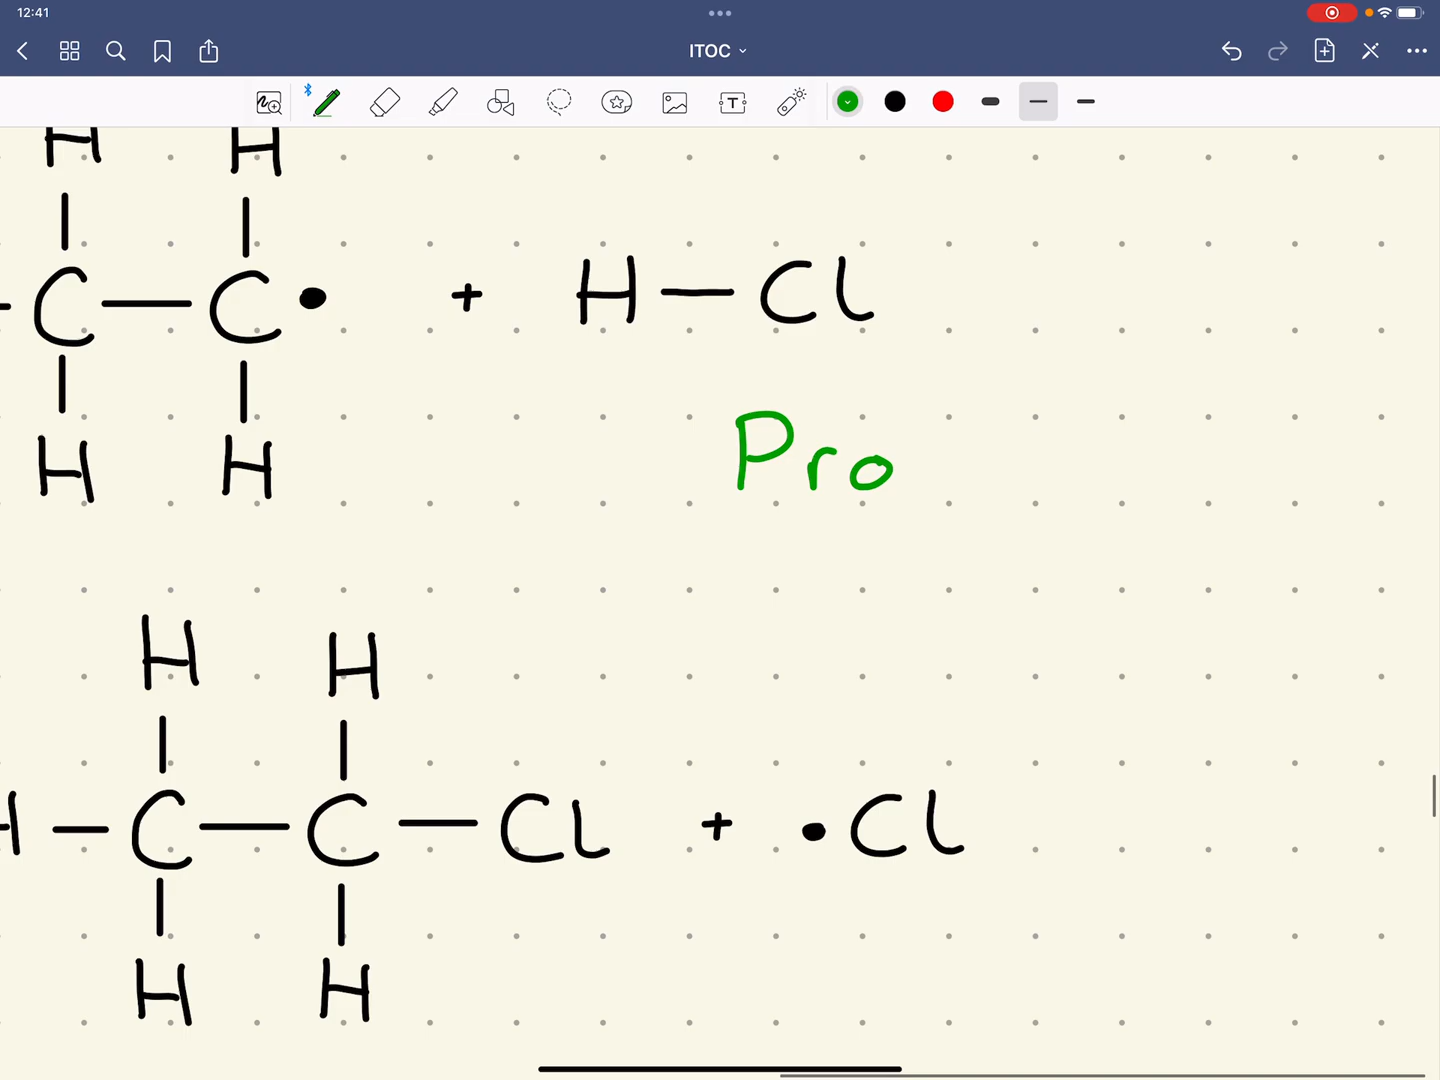 12:41
ITOC
H H
C — C • + H — Cl
H H
Pro
H H
H — C — C — Cl + • Cl
H H